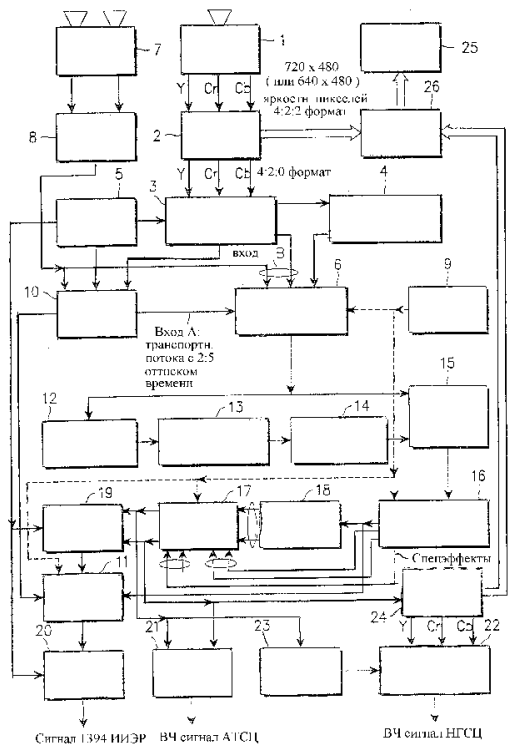 7
1
25
720 x 480
( или 640 x 480 )
яркостн. пикселей
4:2:2 формат
26
Y
Cr
Cb
8
2
Y
Cr
Cb
4:2:0 формат
5
3
4
вход
В
10
6
9
Вход А:
транспортн.
потока с 2:5
оттиском
времени
15
12
13
14
19
17
18
16
Спецэффекты
11
24
Y
Cr
Cb
20
21
23
22
Сигнал 1394 ИИЭР
ВЧ сигнал АТСЦ
ВЧ сигнал НГСЦ